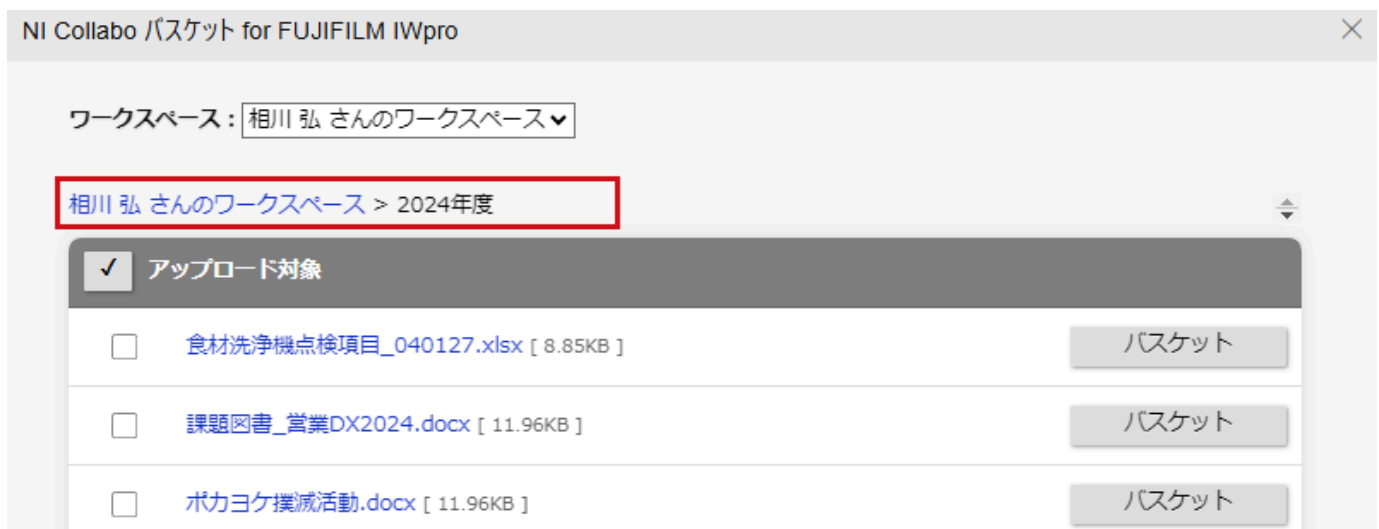 NI Collabo バスケット for FUJIFILM IWpro
ワークスペース : 相川 弘 さんのワークスペース
相川 弘 さんのワークスペース > 2024年度
アップロード対象
食材洗浄機点検項目_040127.xlsx [ 8.85KB ] バスケット
課題図書_営業DX2024.docx [ 11.96KB ] バスケット
ポカヨケ撲滅活動.docx [ 11.96KB ] バスケット